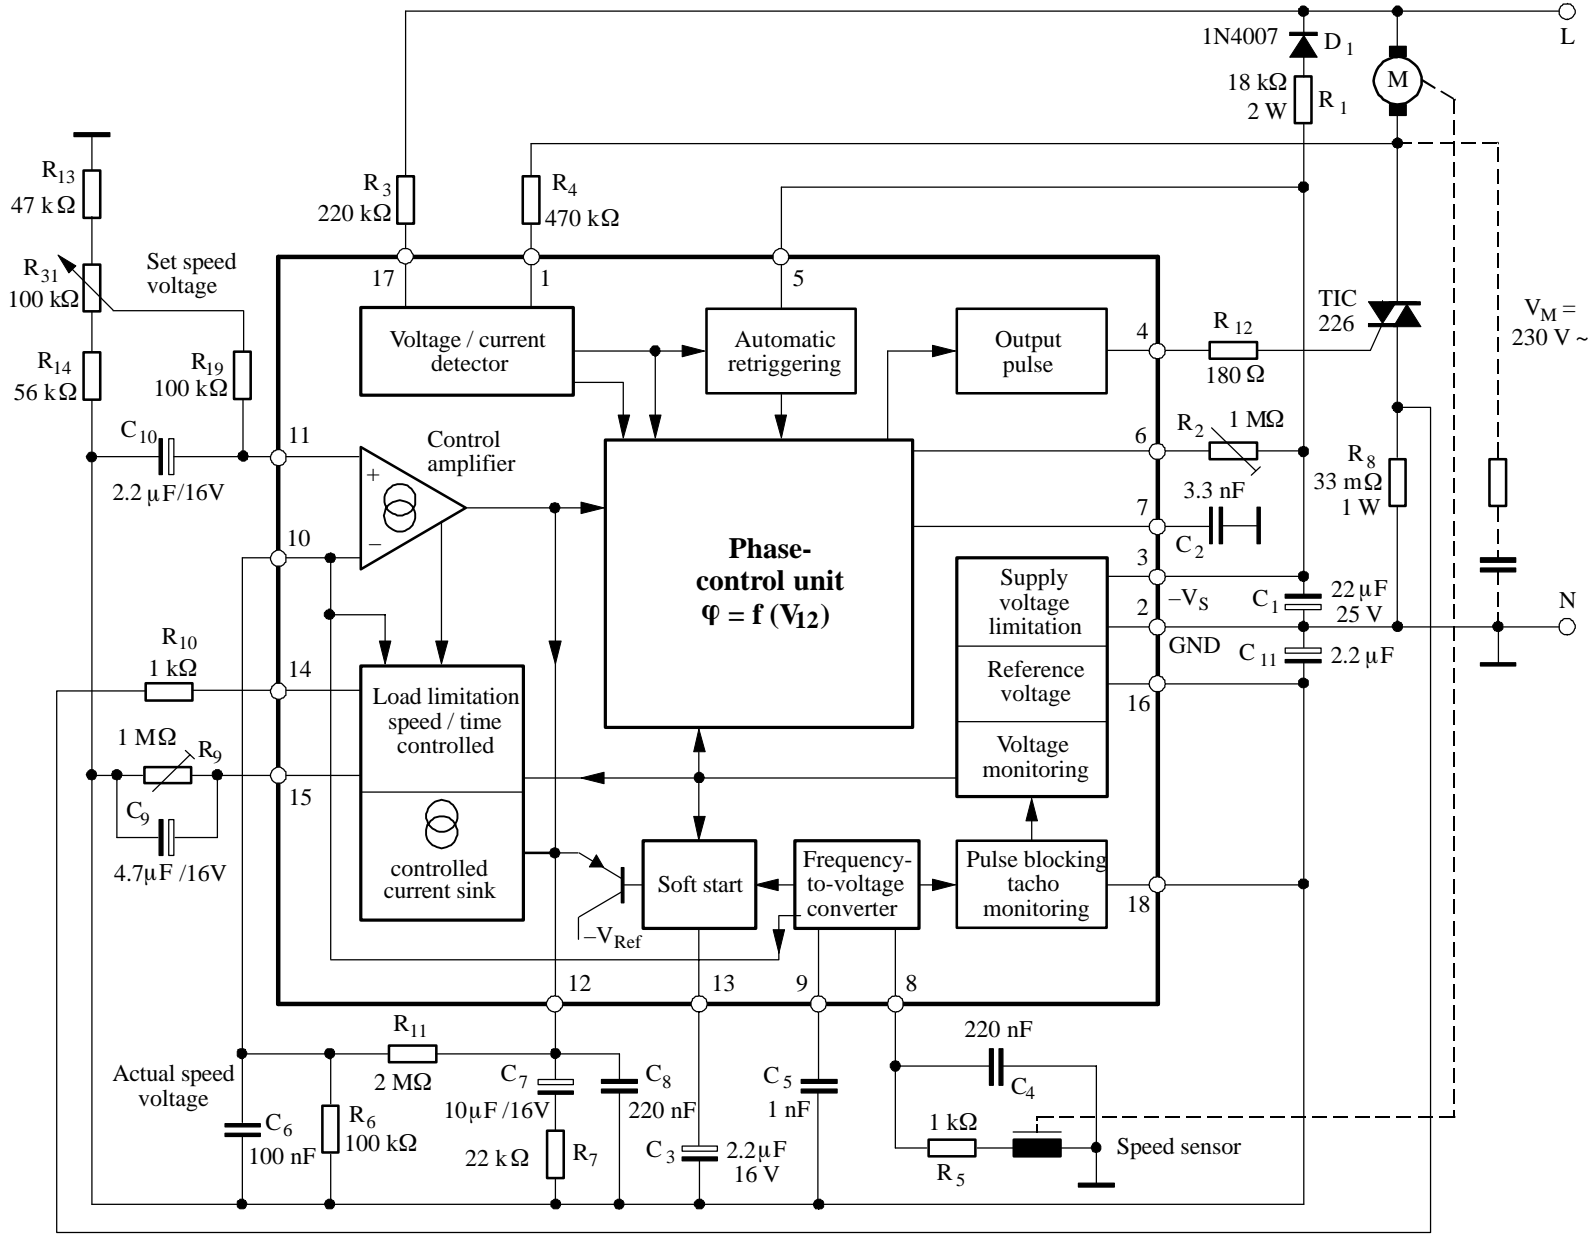 L
1N4007
D1
18 kΩ
2 W
R1
M
R13
47 kΩ
R3
220 kΩ
R4
470 kΩ
R31
100 kΩ
Set speed
voltage
17
1
5
TIC
226
VM =
230 V ~
Voltage / current
detector
Automatic
retriggering
Output
pulse
4
R12
180 Ω
R14
56 kΩ
R19
100 kΩ
C10
2.2 µF/16V
11
Control
amplifier
+
−
6
R2
1 MΩ
R8
33 mΩ
1 W
3.3 nF
7
C2
10
Phase-
control unit
φ = f (V12)
3
–VS
Supply
voltage
limitation
2
GND
C1
22 µF
25 V
N
C11
2.2 µF
R10
1 kΩ
14
Load limitation
speed / time
controlled
Reference
voltage
16
1 MΩ
R9
15
C9
4.7µF /16V
Voltage
monitoring
controlled
current sink
–VRef
Soft start
Frequency-
to-voltage
converter
Pulse blocking
tacho
monitoring
18
12
13
9
8
R11
2 MΩ
Actual speed
voltage
C6
100 nF
R6
100 kΩ
C7
10µF /16V
C8
220 nF
22 kΩ
R7
C3
2.2µF
16 V
C5
1 nF
220 nF
C4
1 kΩ
R5
Speed sensor